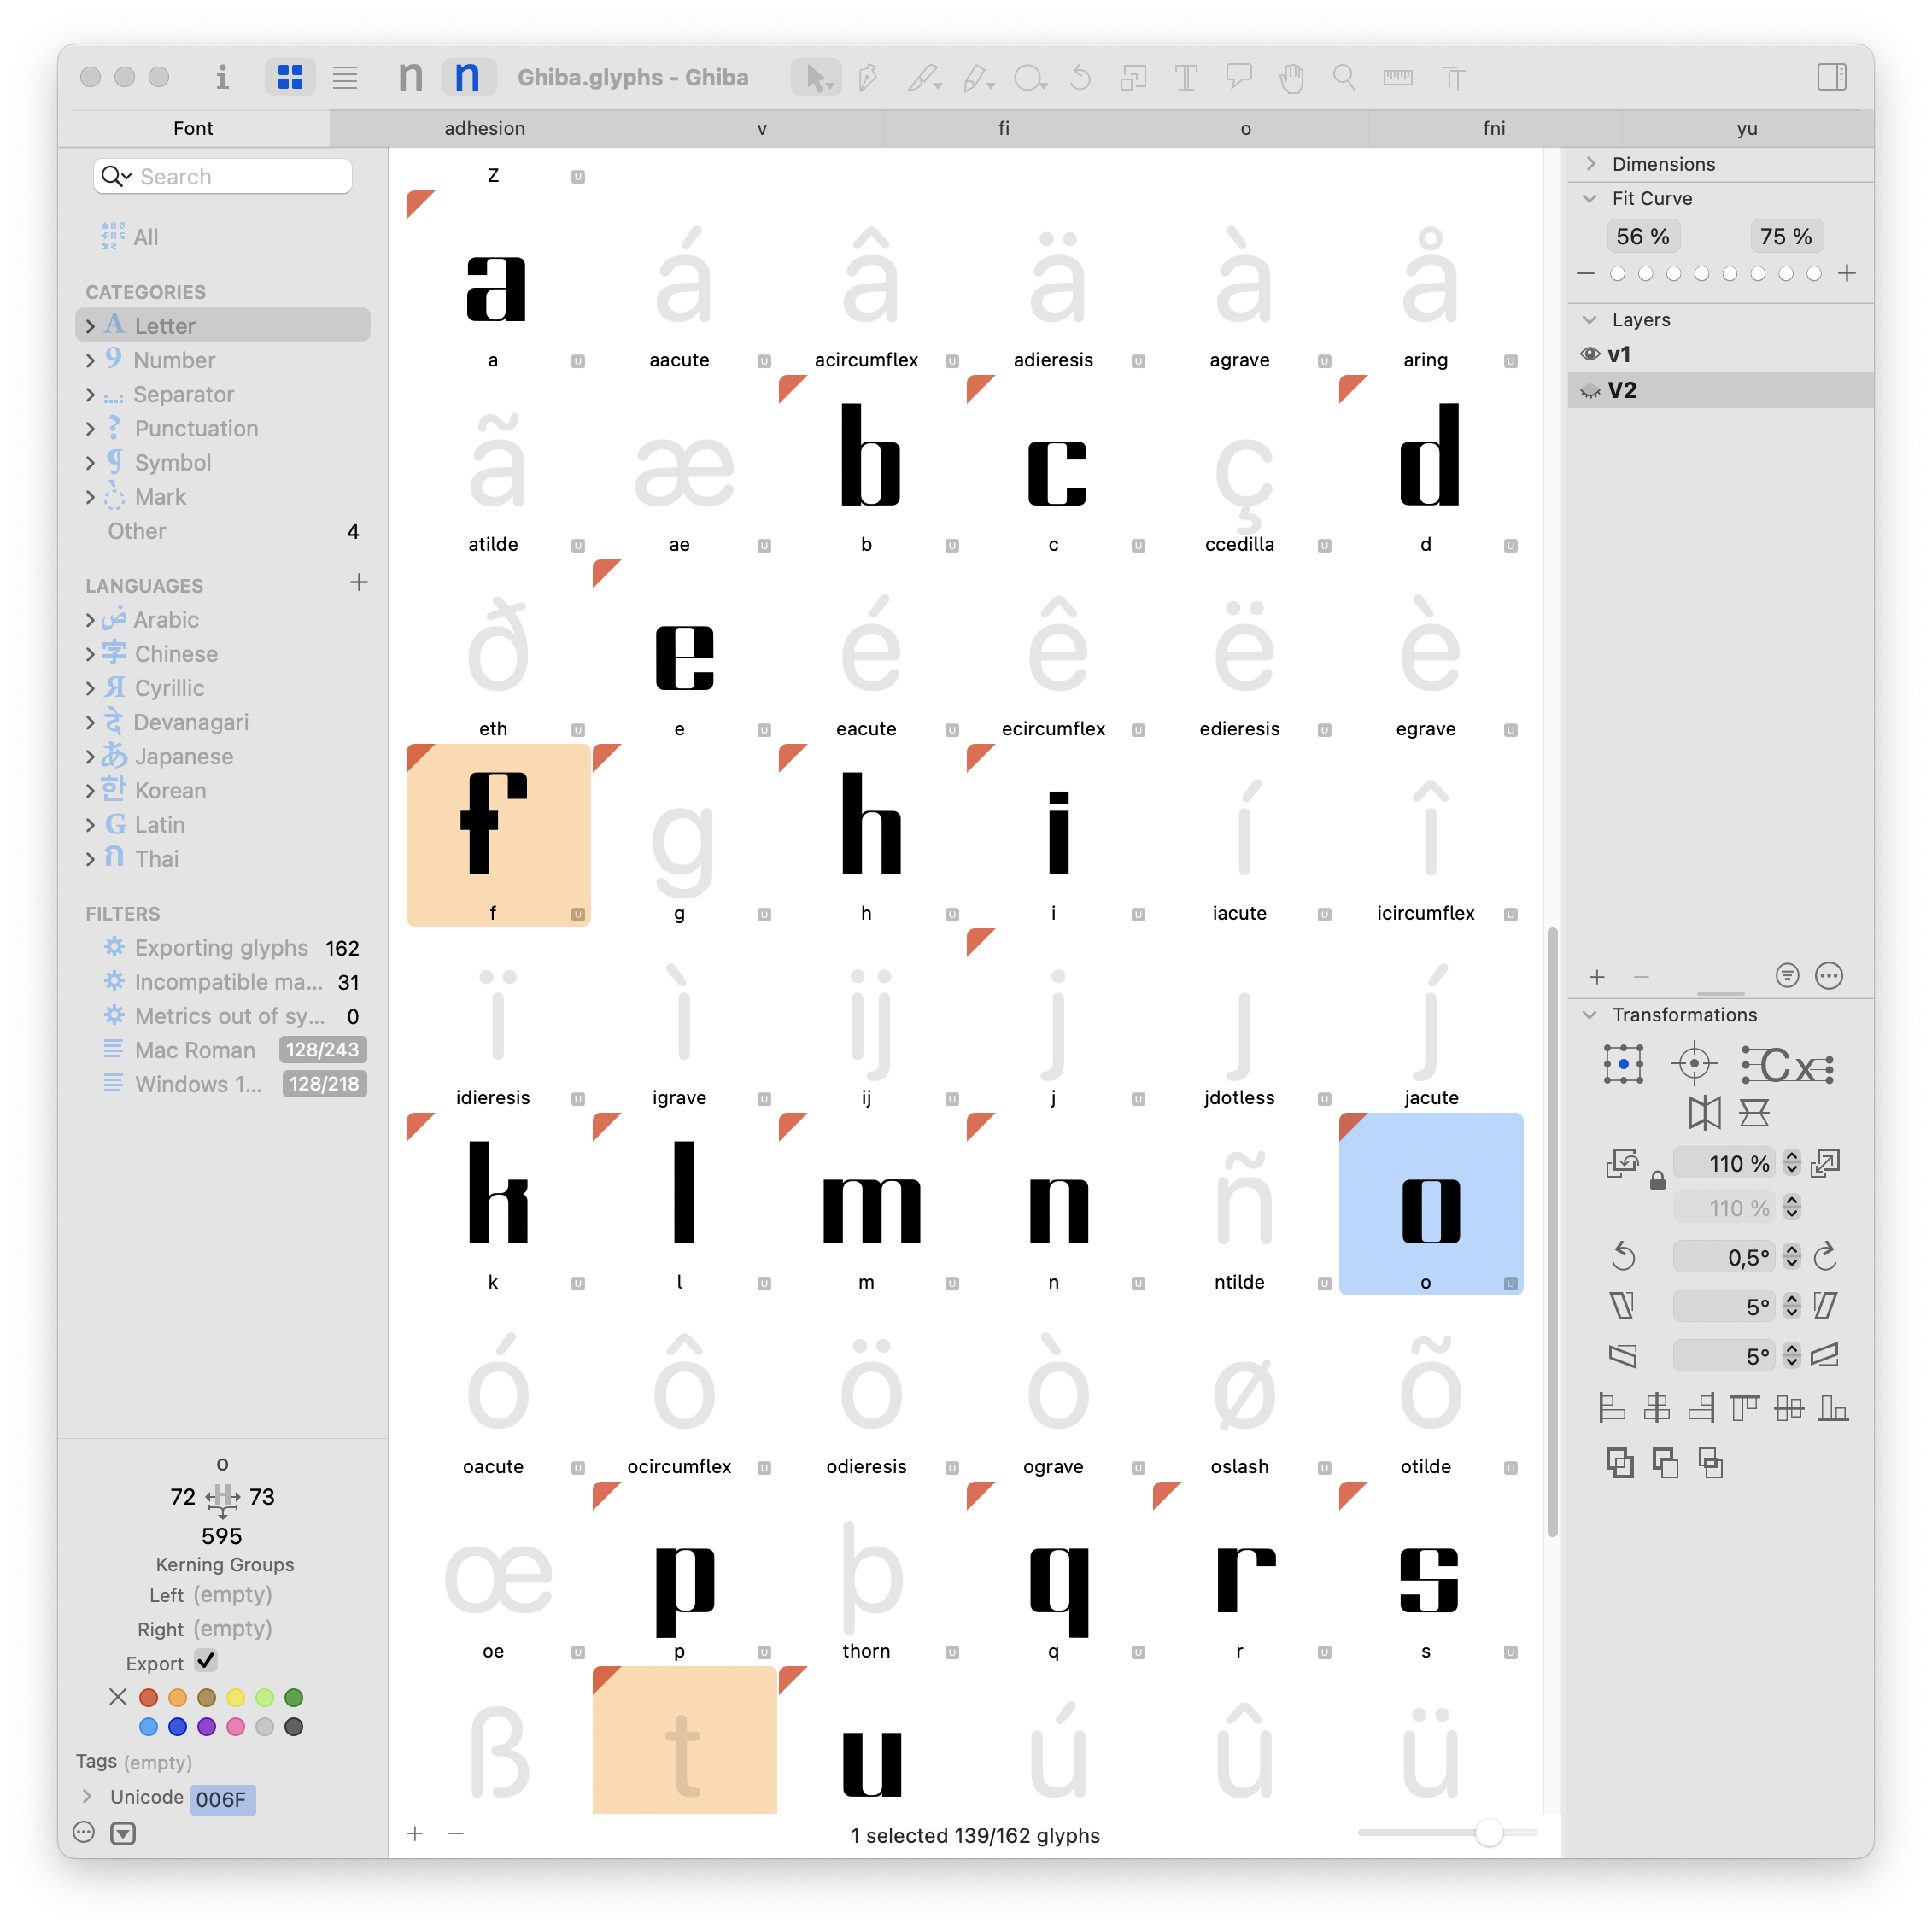 Ghiba.glyphs - Ghiba
Font
adhesion
v
fi
o
fni
yu
Search
All
CATEGORIES
Letter
Number
Separator
Punctuation
Symbol
Mark
Other 4
LANGUAGES
Arabic
Chinese
Cyrillic
Devanagari
Japanese
Korean
Latin
Thai
FILTERS
Exporting glyphs 162
Incompatible ma... 31
Metrics out of sy... 0
Mac Roman 128/243
Windows 1... 128/218
o
72 H 73
595
Kerning Groups
Left (empty)
Right (empty)
Export
Tags (empty)
Unicode 006F
Z
a á â ä à å
a aacute acircumflex adieresis agrave aring
ã æ b c ç d
atilde ae b c ccedilla d
ð e é ê ë è
eth e eacute ecircumflex edieresis egrave
f g h i í î
f g h i iacute icircumflex
ï ì ij j ȷ j́
idieresis igrave ij j jdotless jacute
k l m n ñ o
k l m n ntilde o
ó ô ö ò ø õ
oacute ocircumflex odieresis ograve oslash otilde
œ p þ q r s
oe p thorn q r s
ß t u ú û ü
1 selected 139/162 glyphs
Dimensions
Fit Curve
56 % 75 %
Layers
v1
V2
Transformations
Cx
110 %
110 %
0,5°
5°
5°